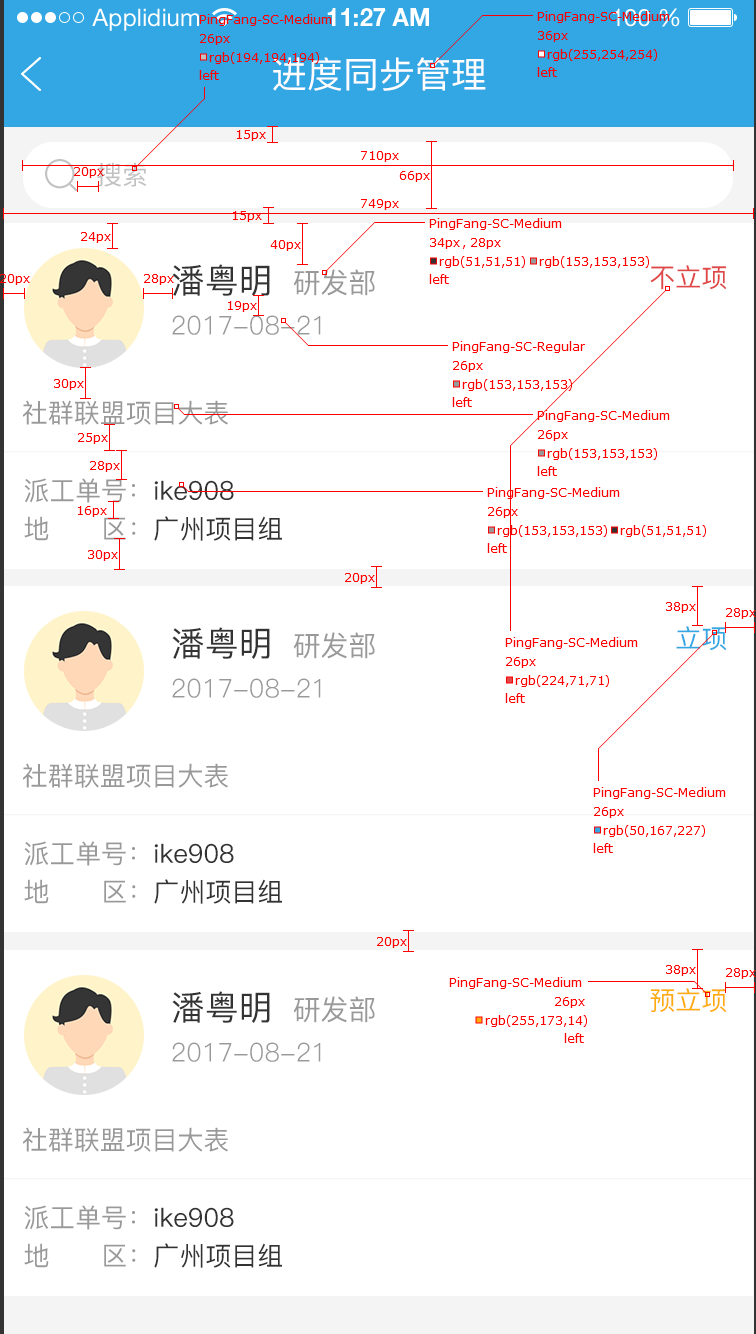 Applidium 11:27 AM 100 %
PingFang-SC-Medium
26px
rgb(194,194,194)
left
PingFang-SC-Medium
36px
rgb(255,254,254)
left
进度同步管理
15px
710px
66px
20px
搜索
749px
15px
24px
40px
PingFang-SC-Medium
34px , 28px
rgb(51,51,51) rgb(153,153,153)
left
20px
28px
潘粤明 研发部
不立项
19px
2017-08-21
PingFang-SC-Regular
26px
rgb(153,153,153)
left
30px
社群联盟项目大表
PingFang-SC-Medium
26px
rgb(153,153,153)
left
25px
28px
派工单号: ike908
PingFang-SC-Medium
26px
rgb(153,153,153) rgb(51,51,51)
left
16px
地 区: 广州项目组
30px
20px
38px
28px
潘粤明 研发部
立项
2017-08-21
PingFang-SC-Medium
26px
rgb(224,71,71)
left
社群联盟项目大表
PingFang-SC-Medium
26px
rgb(50,167,227)
left
派工单号: ike908
地 区: 广州项目组
20px
38px
28px
PingFang-SC-Medium
26px
rgb(255,173,14)
left
潘粤明 研发部
预立项
2017-08-21
社群联盟项目大表
派工单号: ike908
地 区: 广州项目组